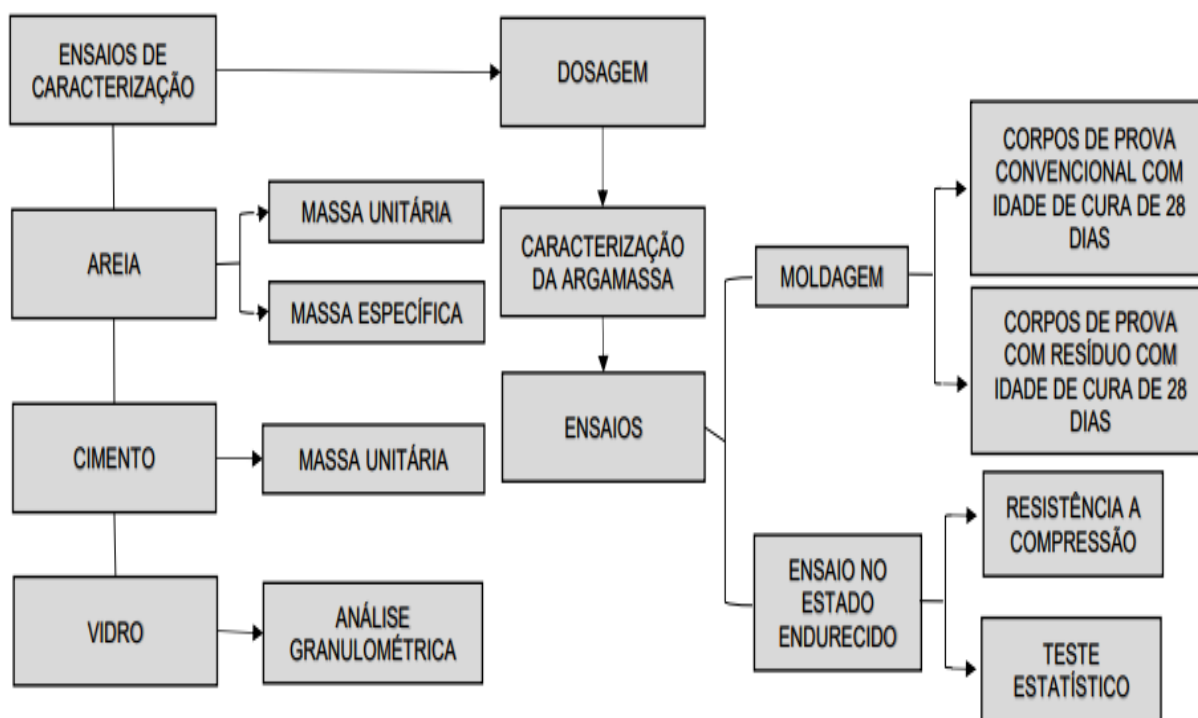 ENSAIOS DE
CARACTERIZAÇÃO
DOSAGEM
CORPOS DE PROVA
CONVENCIONAL COM
IDADE DE CURA DE 28
DIAS
AREIA
MASSA UNITÁRIA
MASSA ESPECÍFICA
CARACTERIZAÇÃO
DA ARGAMASSA
MOLDAGEM
CORPOS DE PROVA
COM RESÍDUO COM
IDADE DE CURA DE 28
DIAS
CIMENTO
MASSA UNITÁRIA
ENSAIOS
RESISTÊNCIA A
COMPRESSÃO
VIDRO
ANÁLISE
GRANULOMÉTRICA
ENSAIO NO
ESTADO
ENDURECIDO
TESTE
ESTATÍSTICO